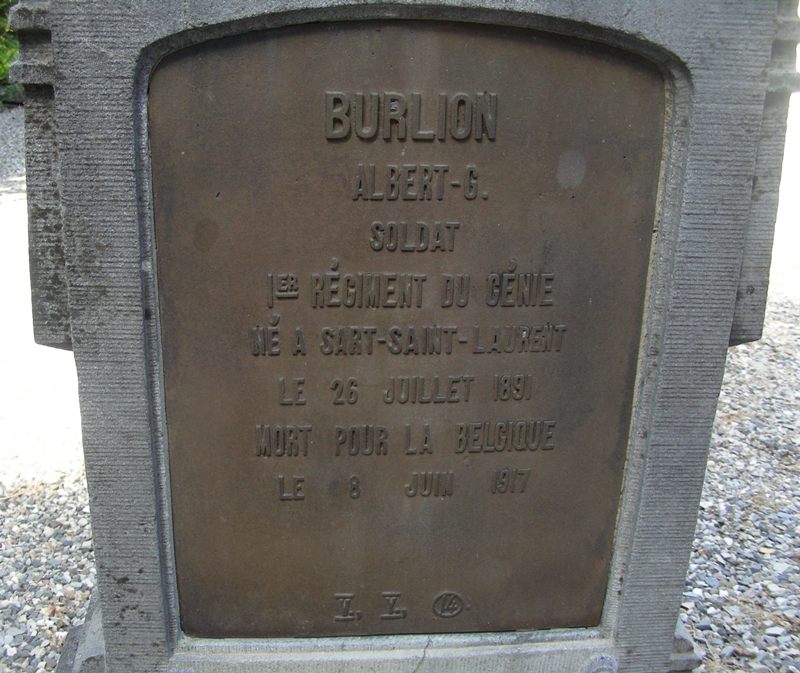 BURLION
ALBERT-G.
SOLDAT
1ER RÉGIMENT DU GÉNIE
NÉ A SART-SAINT-LAURENT
LE 26 JUILLET 1891
MORT POUR LA BELGIQUE
LE 8 JUIN 1917
V. V. 14